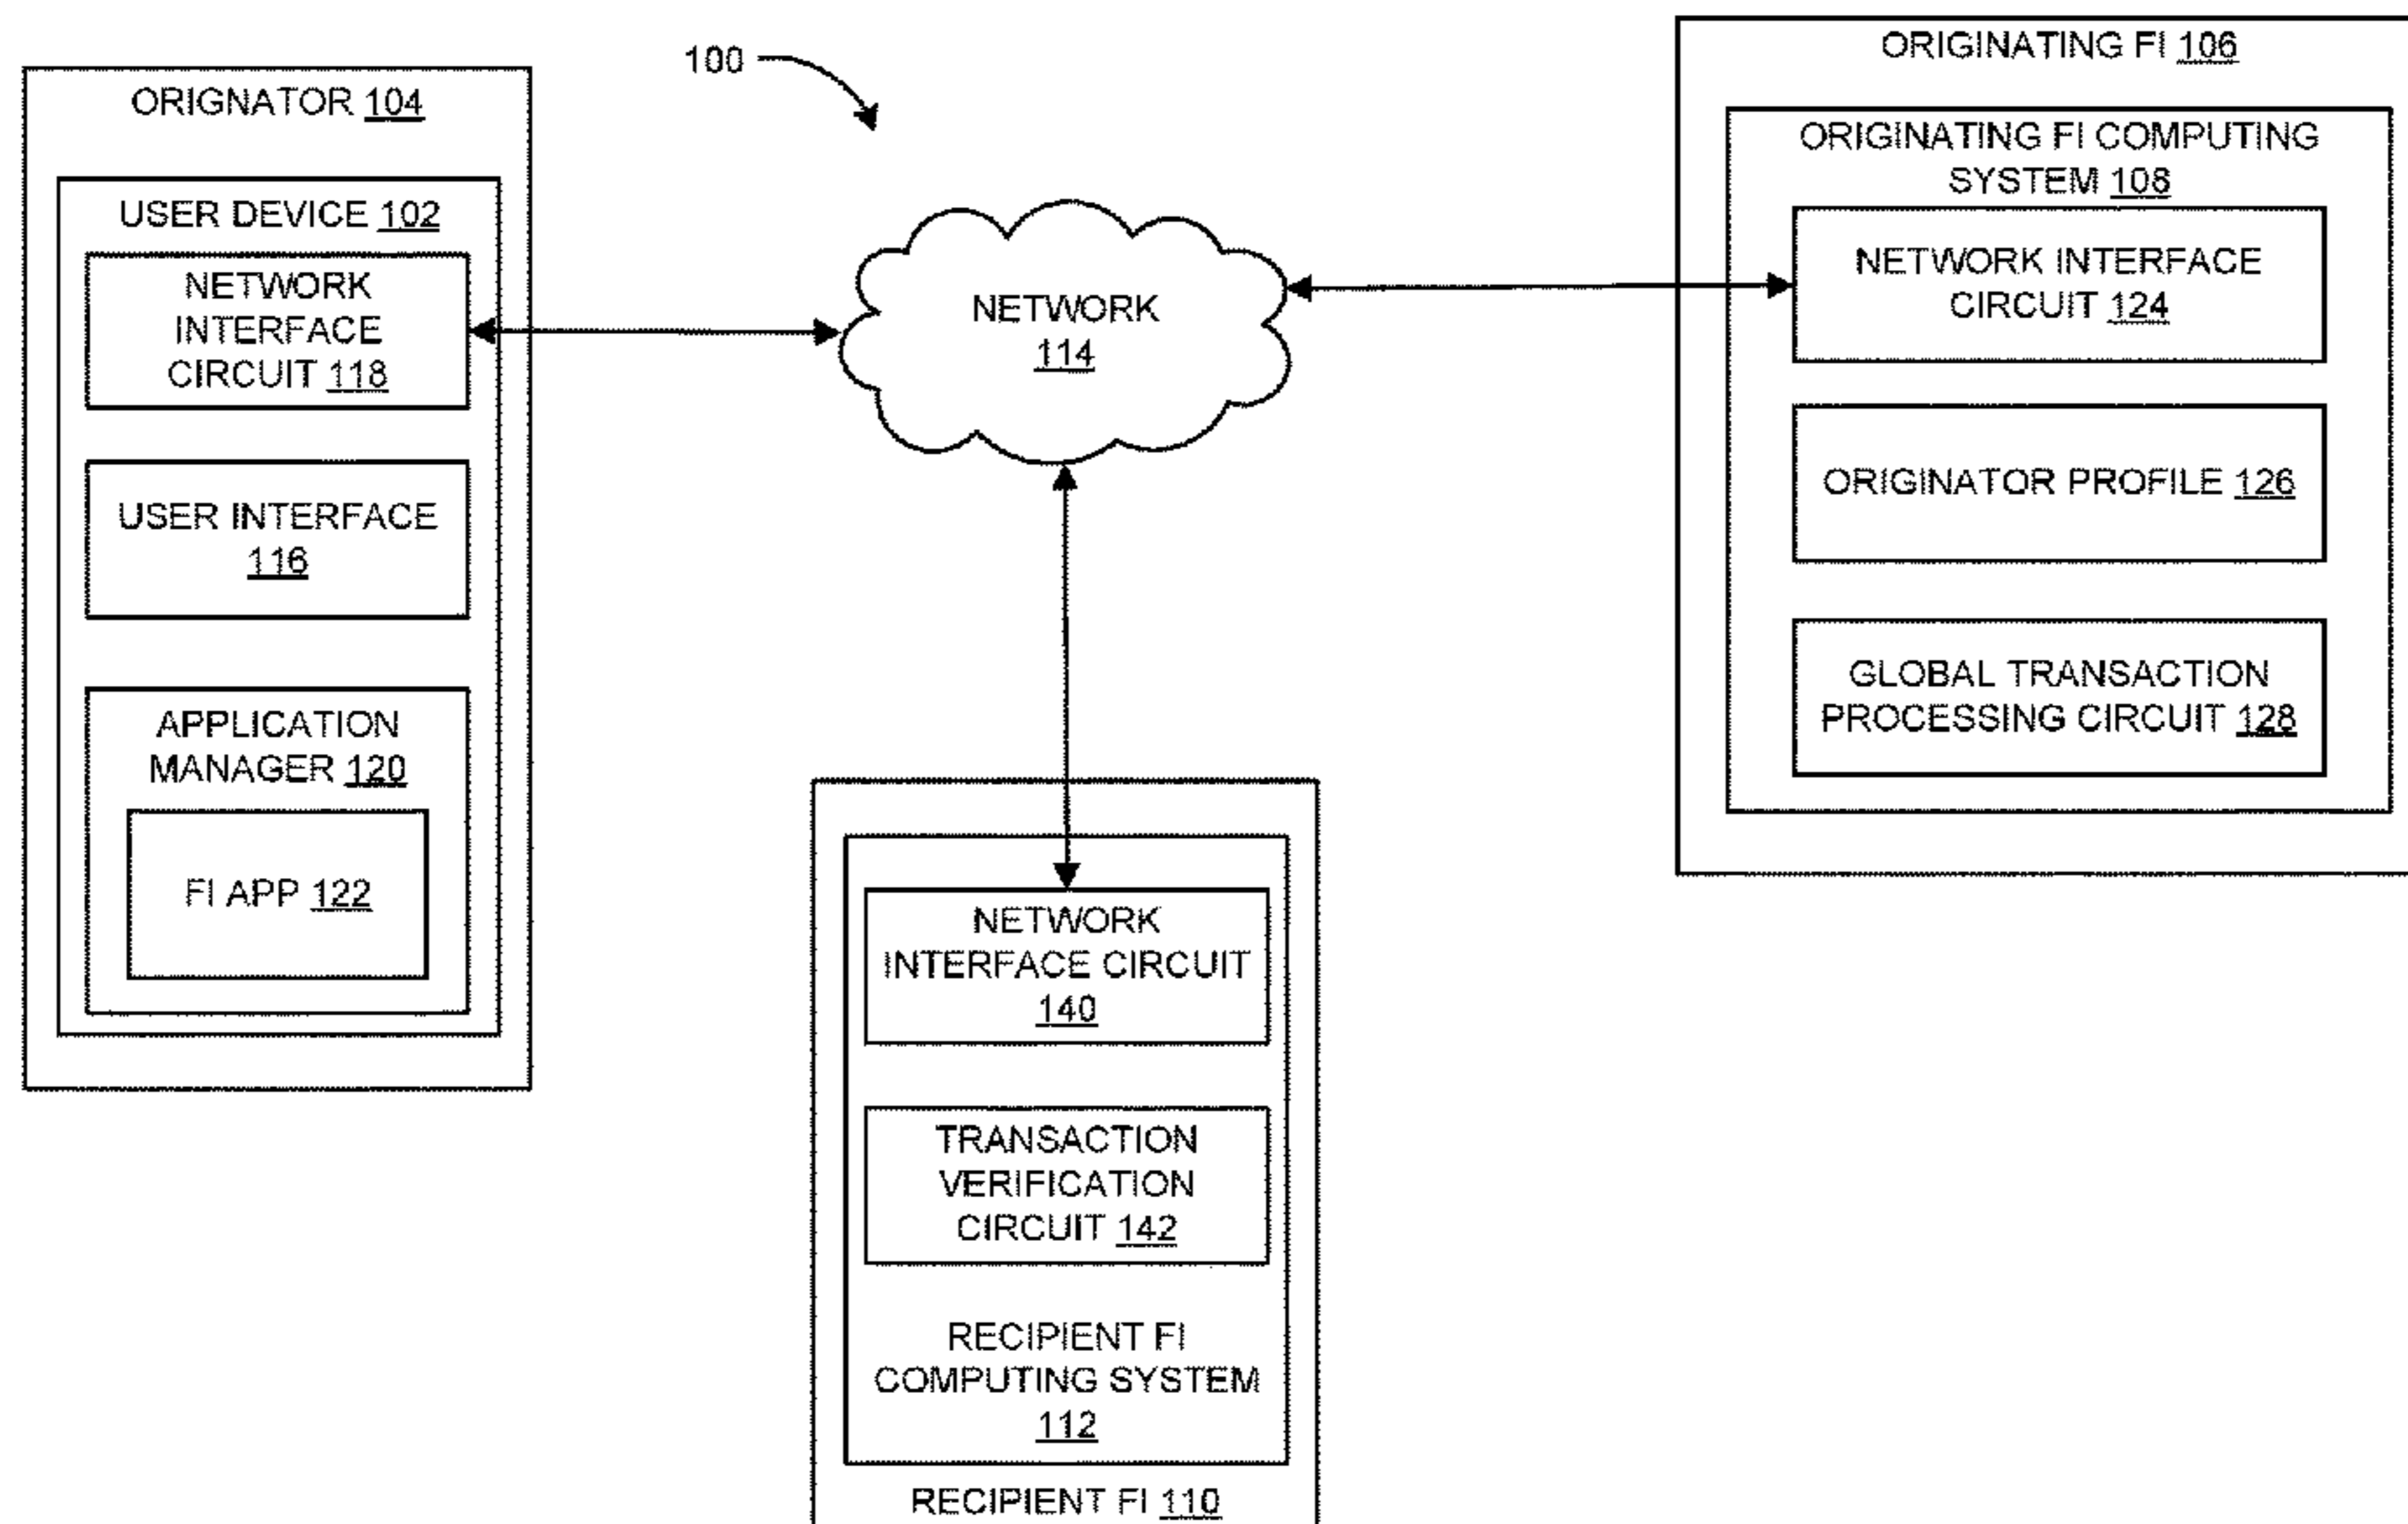 100
ORIGNATOR 104
USER DEVICE 102
NETWORK
INTERFACE
CIRCUIT 118
USER INTERFACE
116
APPLICATION
MANAGER 120
FI APP 122
NETWORK
114
ORIGINATING FI 106
ORIGINATING FI COMPUTING
SYSTEM 108
NETWORK INTERFACE
CIRCUIT 124
ORIGINATOR PROFILE 126
GLOBAL TRANSACTION
PROCESSING CIRCUIT 128
NETWORK
INTERFACE CIRCUIT
140
TRANSACTION
VERIFICATION
CIRCUIT 142
RECIPIENT FI
COMPUTING SYSTEM
112
RECIPIENT FI 110